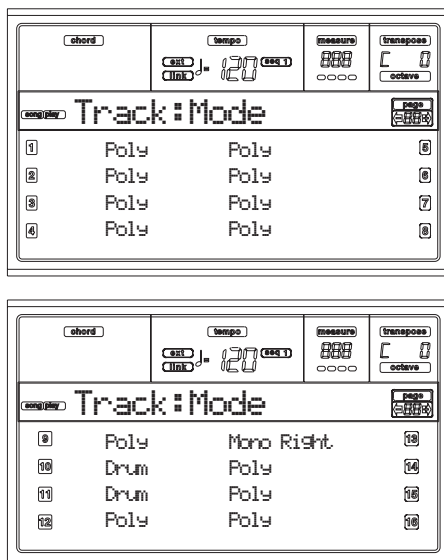 chord tempo measure transpose
ext link ♩= 120 seq 1 888 C 0
octave
song play Track:Mode page
1 Poly Poly 5
2 Poly Poly 6
3 Poly Poly 7
4 Poly Poly 8
chord tempo measure transpose
ext link ♩= 120 seq 1 888 C 0
octave
song play Track:Mode page
9 Poly Mono Right 13
10 Drum Poly 14
11 Drum Poly 15
12 Poly Poly 16